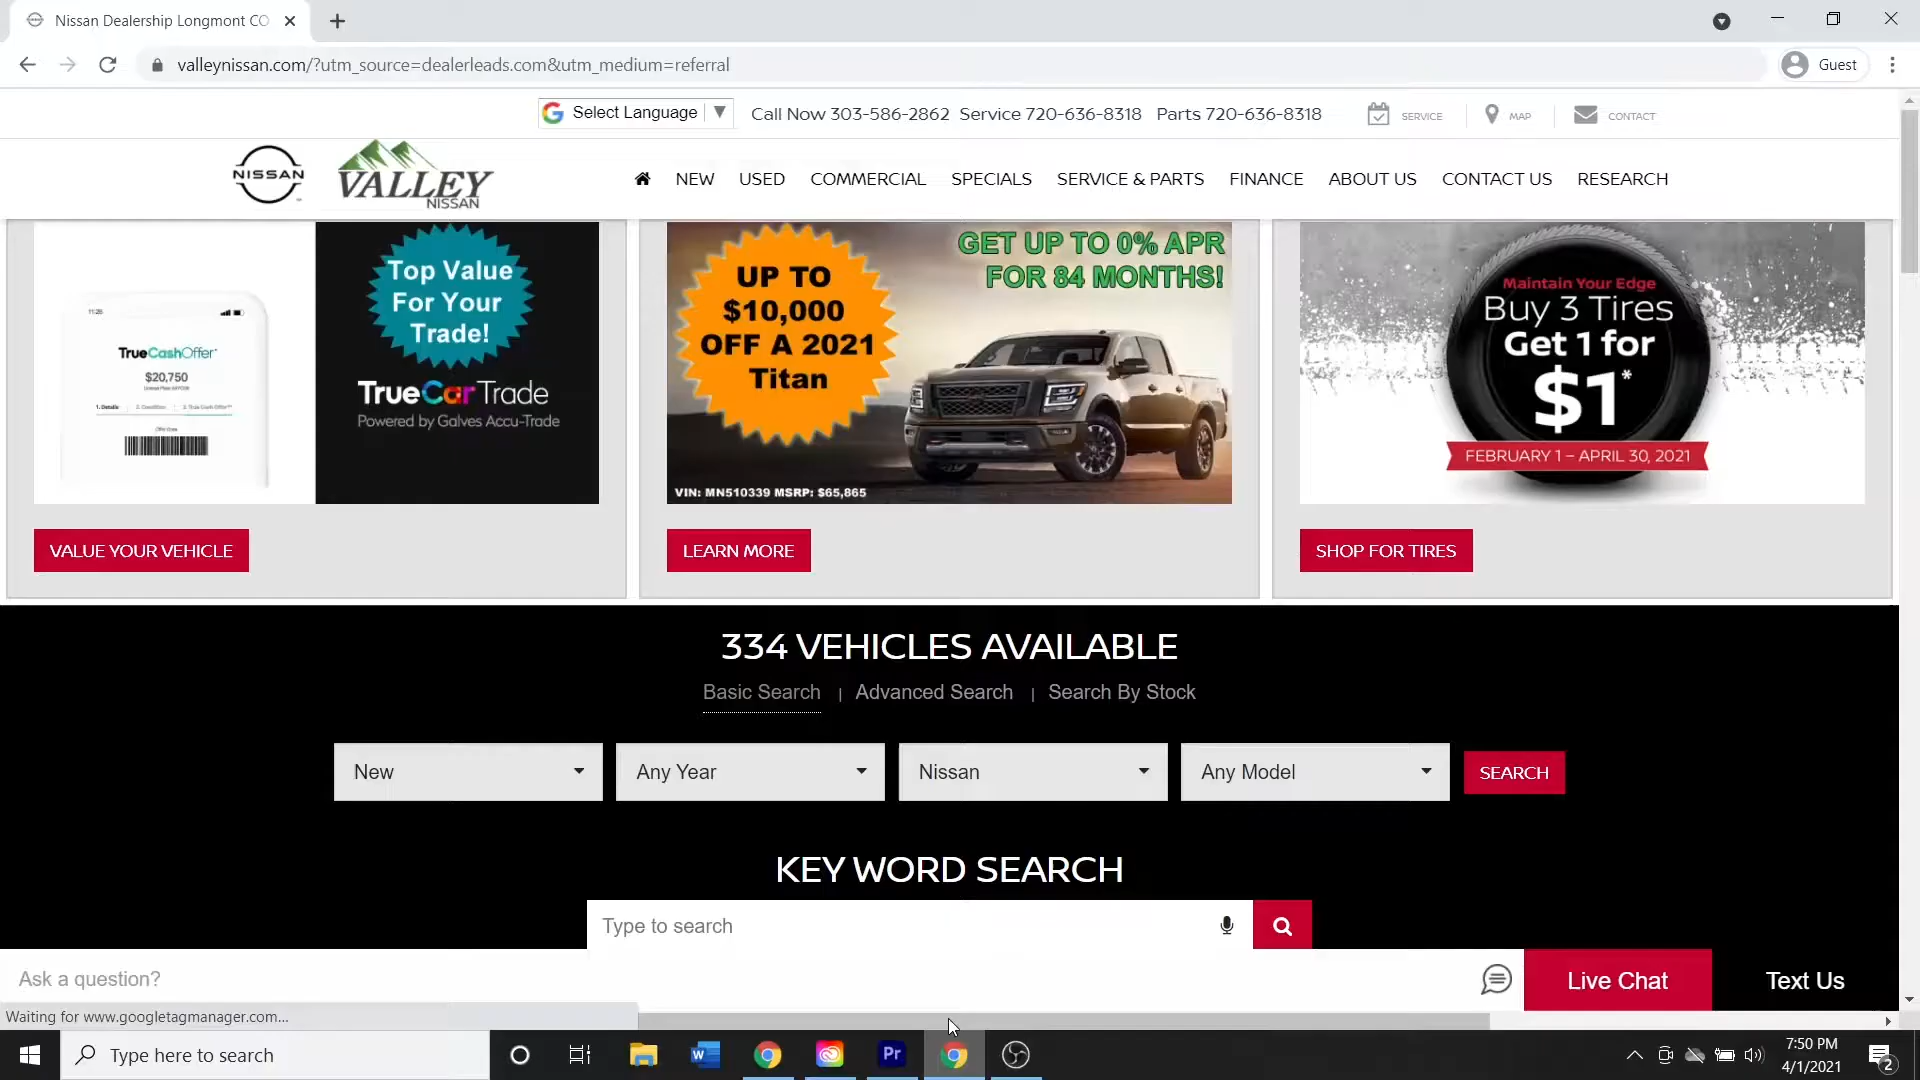 Nissan Dealership Longmont CO
valleynissan.com/?utm_source=dealerleads.com&utm_medium=referral
Guest
Select Language ▼
Call Now 303-586-2862 Service 720-636-8318 Parts 720-636-8318
SERVICE
MAP
CONTACT
NISSAN
VALLEY
NISSAN
NEW USED COMMERCIAL SPECIALS SERVICE & PARTS FINANCE ABOUT US CONTACT US RESEARCH
11:26
TrueCashOffer
$20,750
1. Details
Top Value
For Your
Trade!
TrueCar Trade
Powered by Galves Accu-Trade
VALUE YOUR VEHICLE
UP TO
$10,000
OFF A 2021
Titan
GET UP TO 0% APR
FOR 84 MONTHS!
VIN: MN510339 MSRP: $65,865
LEARN MORE
Maintain Your Edge
Buy 3 Tires
Get 1 for
$1*
FEBRUARY 1 – APRIL 30, 2021
SHOP FOR TIRES
334 VEHICLES AVAILABLE
Basic Search | Advanced Search | Search By Stock
New
Any Year
Nissan
Any Model
SEARCH
KEY WORD SEARCH
Type to search
Ask a question?
Live Chat
Text Us
Waiting for www.googletagmanager.com...
Type here to search
Pr
7:50 PM
4/1/2021
2